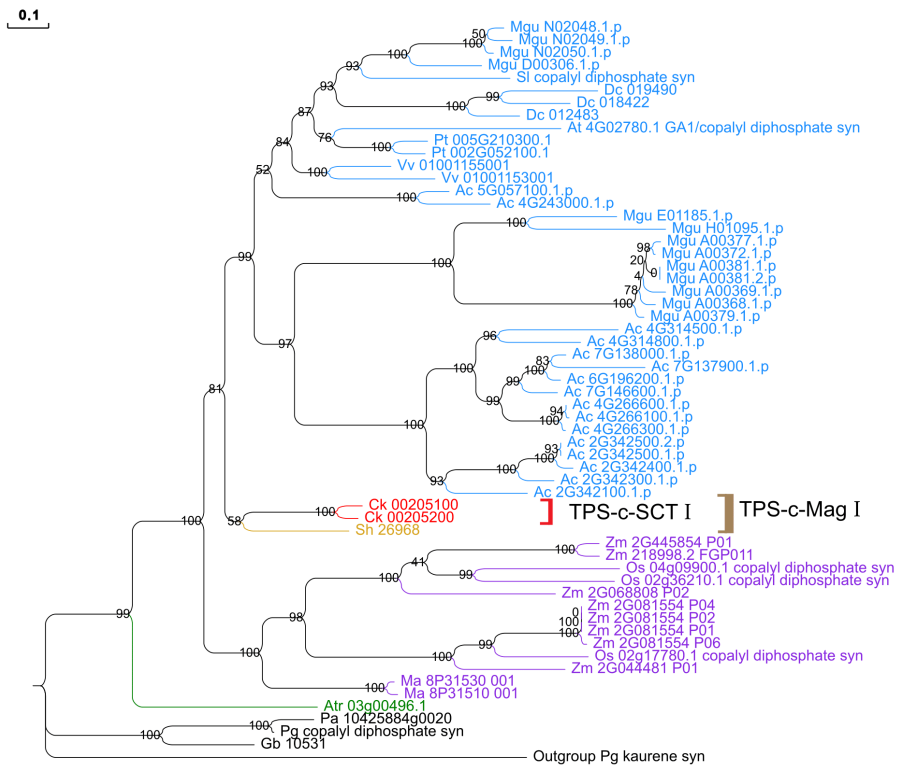 0.1
50
Mgu N02048.1.p
100
Mgu N02049.1.p
Mgu N02050.1.p
100
Mgu D00306.1.p
93
Sl copalyl diphosphate syn
93
Dc 019490
99
Dc 018422
100
Dc 012483
87
At 4G02780.1 GA1/copalyl diphosphate syn
76
Pt 005G210300.1
84
100
Pt 002G052100.1
Vv 01001155001
52
100
Vv 01001153001
Ac 5G057100.1.p
100
Ac 4G243000.1.p
Mgu E01185.1.p
100
Mgu H01095.1.p
Mgu A00377.1.p
98
Mgu A00372.1.p
99
100
20
Mgu A00381.1.p
0
4
Mgu A00381.2.p
78
Mgu A00369.1.p
100
Mgu A00368.1.p
Mgu A00379.1.p
Ac 4G314500.1.p
96
Ac 4G314800.1.p
97
Ac 7G138000.1.p
83
Ac 7G137900.1.p
100
100
Ac 6G196200.1.p
99
Ac 7G146600.1.p
81
99
Ac 4G266600.1.p
94
Ac 4G266100.1.p
100
100
Ac 4G266300.1.p
Ac 2G342500.2.p
93
Ac 2G342500.1.p
100
Ac 2G342400.1.p
100
93
Ac 2G342300.1.p
Ac 2G342100.1.p
Ck 00205100
100
TPS-c-SCT I
TPS-c-Mag I
Ck 00205200
100
58
Sh 26968
Zm 2G445854 P01
100
Zm 218998.2 FGP011
41
Os 04g09900.1 copalyl diphosphate syn
100
99
Os 02g36210.1 copalyl diphosphate syn
Zm 2G068808 P02
Zm 2G081554 P04
0
99
98
Zm 2G081554 P02
100
Zm 2G081554 P01
100
Zm 2G081554 P06
99
100
Os 02g17780.1 copalyl diphosphate syn
100
Zm 2G044481 P01
Ma 8P31530 001
100
Ma 8P31510 001
Atr 03g00496.1
Pa 10425884g0020
100
Pg copalyl diphosphate syn
100
Gb 10531
Outgroup Pg kaurene syn